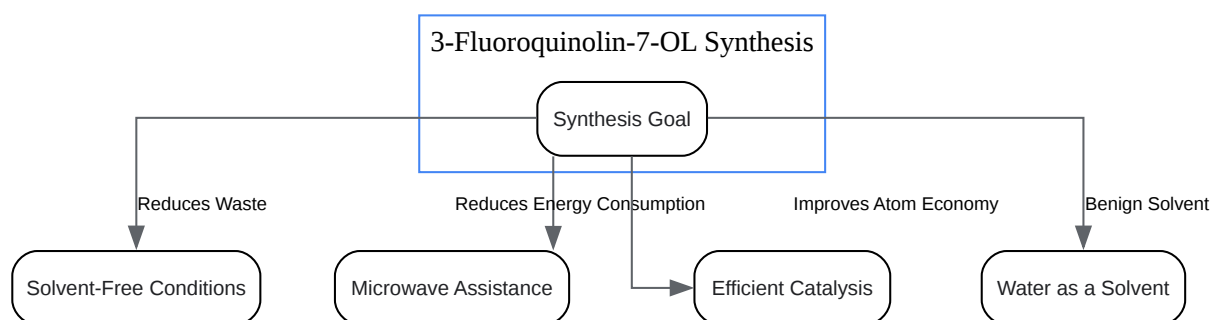 3-Fluoroquinolin-7-OL Synthesis
Synthesis Goal
Reduces Waste
Reduces Energy Consumption
Improves Atom Economy
Benign Solvent
Solvent-Free Conditions
Microwave Assistance
Efficient Catalysis
Water as a Solvent